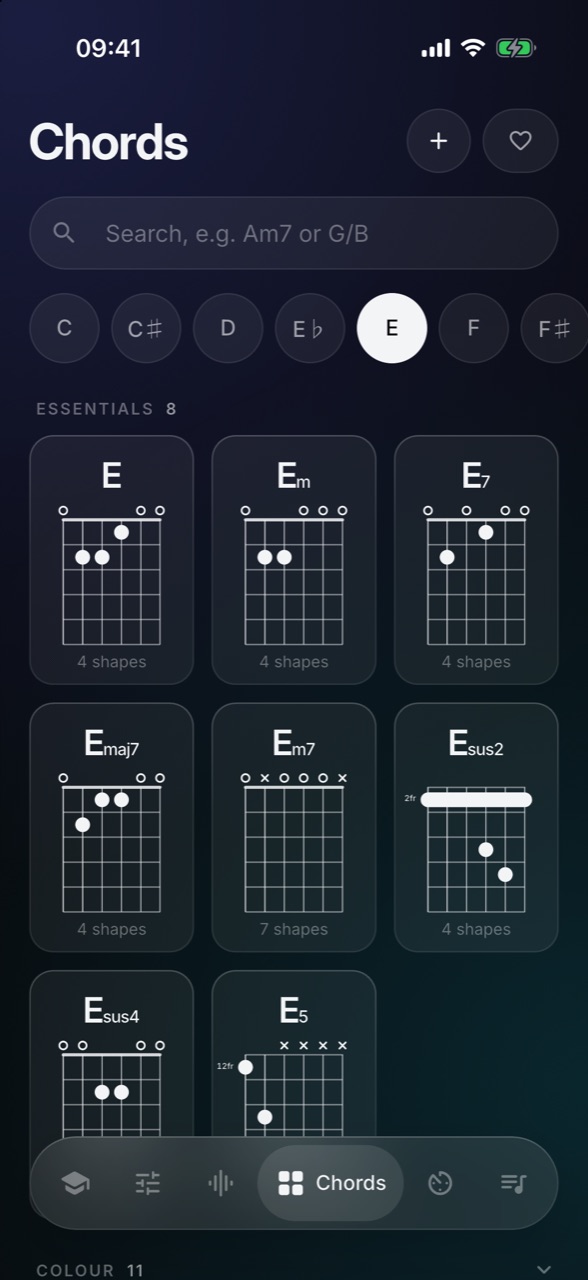 09:41
Chords
Search, e.g. Am7 or G/B
C C♯ D E♭ E F F♯
ESSENTIALS 8
E Em E7
4 shapes 4 shapes 4 shapes
Emaj7 Em7 Esus2
o x o o o x
2fr
4 shapes 7 shapes 4 shapes
Esus4 E5
x x x x
12fr
Chords
COLOUR 11